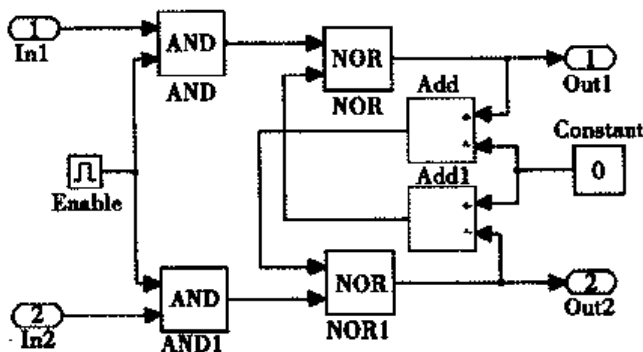 1
In1
AND
AND
NOR
NOR
1
Out1
Add
+
+
Constant
0
Enable
Add1
+
2
In2
AND
AND1
NOR
NOR1
2
Out2